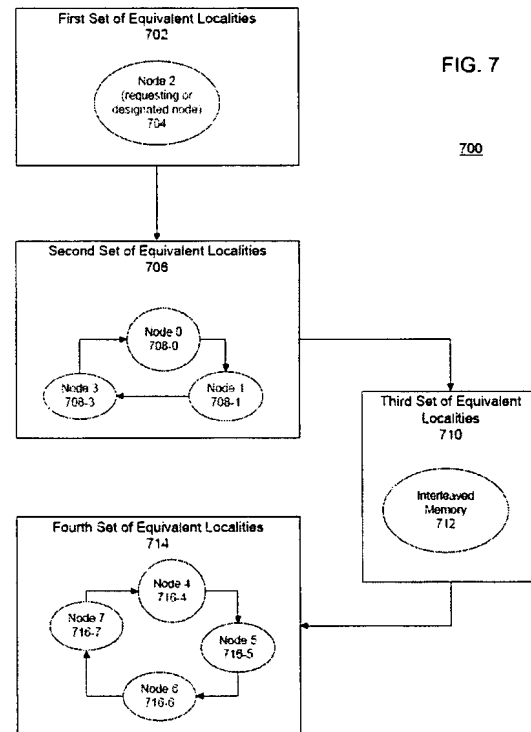 First Set of Equivalent Localities
702
Node 2
(requesting or
designated node)
704
FIG. 7
700
Second Set of Equivalent Localities
706
Node 0
708-0
Node 3
708-3
Node 1
708-1
Third Set of Equivalent
Localities
710
Interleaved
Memory
712
Fourth Set of Equivalent Localities
714
Node 4
716-4
Node 7
716-7
Node 5
716-5
Node 6
716-6